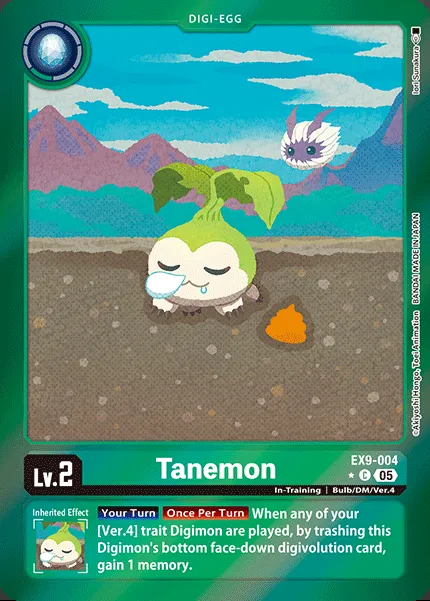 DIGI-EGG
Iori Sunakura
©Akiyoshi Hongo, Toei Animation BANDAI MADE IN JAPAN
Lv.2
Tanemon
EX9-004
C 05
In-Training | Bulb/DM/Ver.4
Inherited Effect
Your Turn Once Per Turn When any of your
[Ver.4] trait Digimon are played, by trashing this
Digimon's bottom face-down digivolution card,
gain 1 memory.